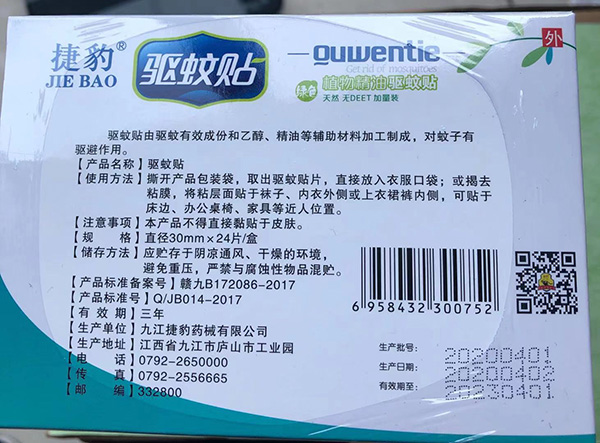 捷豹®
JIE BAO
驱蚊贴
quwentie
Get rid of mosquitoes
绿色 植物精油驱蚊贴
天然 无DEET 加量装
外
驱蚊贴由驱蚊有效成份和乙醇、精油等辅助材料加工制成，对蚊子有
驱避作用。
【产品名称】驱蚊贴
【使用方法】撕开产品包装袋，取出驱蚊贴片，直接放入衣服口袋；或揭去
粘膜，将粘层面贴于袜子、内衣外侧或上衣裙裤内侧，可贴于
床边、办公桌椅、家具等近人位置。
【注意事项】本产品不得直接黏贴于皮肤。
【规 格】直径30mm×24片/盒
【储存方法】应贮存于阴凉通风、干燥的环境，
避免重压，严禁与腐蚀性物品混贮。
【产品标准备案号】赣九B172086-2017
【产品标准号】Q/JB014-2017
【有 效 期】三年
【生产单位】九江捷豹药械有限公司
【生产地址】江西省九江市庐山市工业园
【电 话】0792-2650000
【传 真】0792-2556665
【邮 编】332800
6 958432 300752
生产批号: 20200401
生产日期: 20200402
有效期至: 20230401